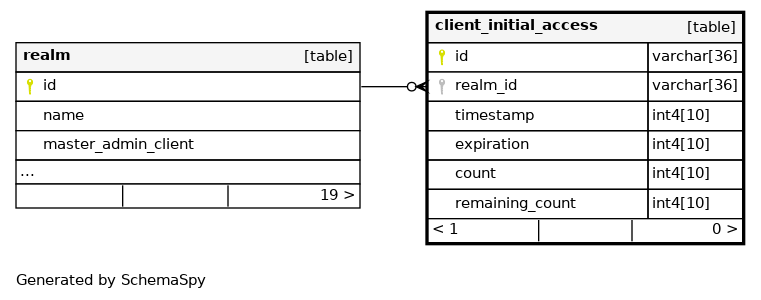 realm [table]
id
name
master_admin_client
...
19 >
client_initial_access [table]
id varchar[36]
realm_id varchar[36]
timestamp int4[10]
expiration int4[10]
count int4[10]
remaining_count int4[10]
< 1 0 >
Generated by SchemaSpy